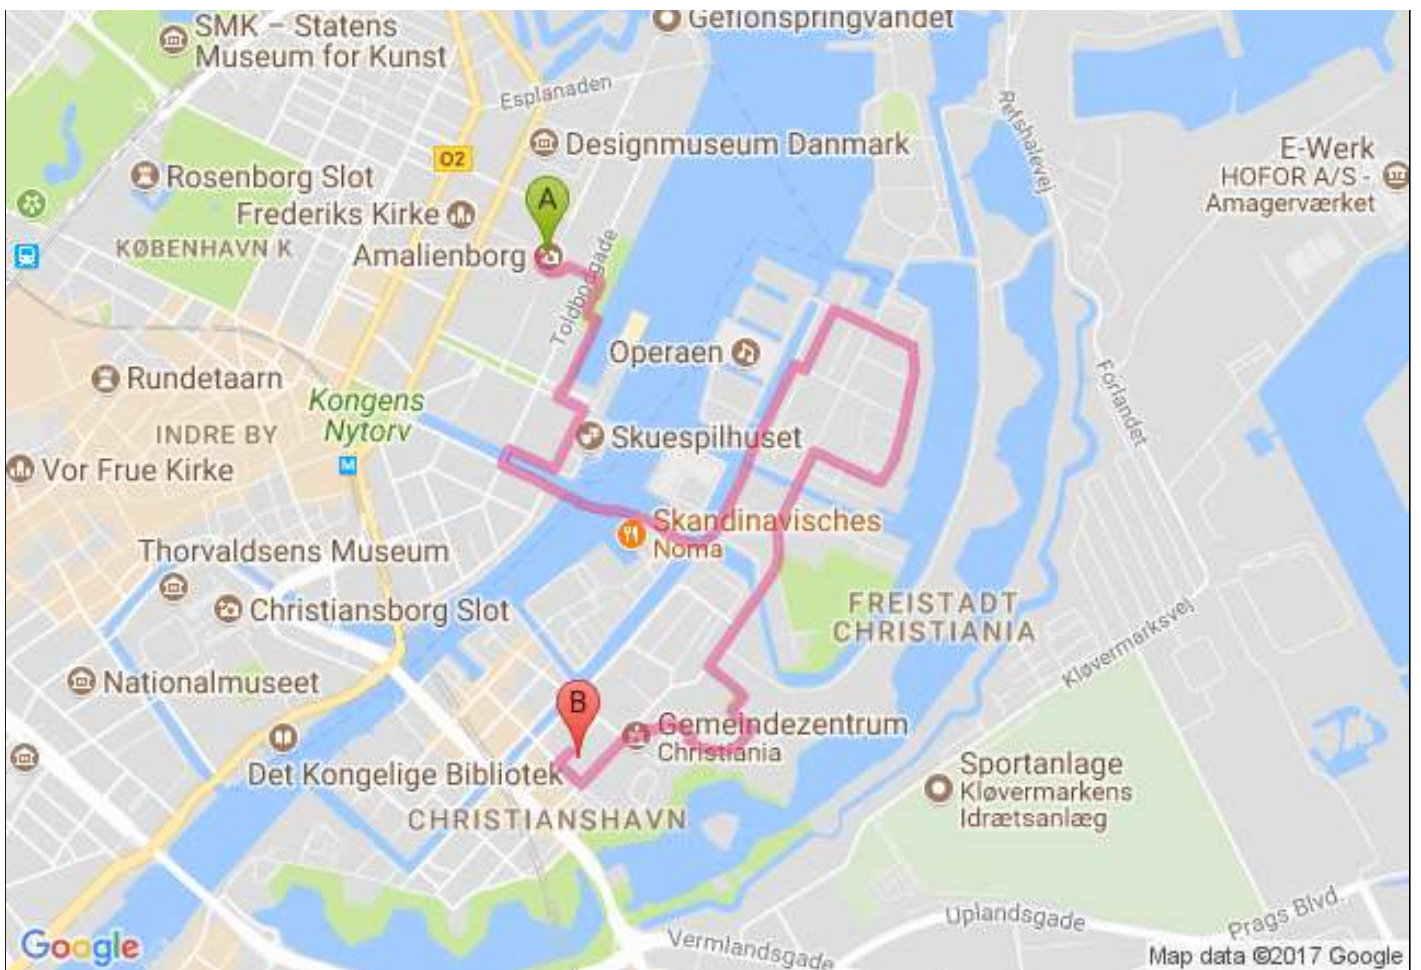 Gefionspringvandet
SMK – Statens
Museum for Kunst
Esplanaden
Refshalevej
Designmuseum Danmark
E-Werk
HOFOR A/S -
Amagerværket
O2
Rosenborg Slot
A
Frederiks Kirke
KØBENHAVN K
Amalienborg
Toldbodgade
Operaen
Rundetaarn
Forlandet
Kongens
Nytorv
INDRE BY
Skuespilhuset
Vor Frue Kirke
M
Skandinavisches
Noma
Thorvaldsens Museum
Christiansborg Slot
FREISTADT
CHRISTIANIA
Kløvermarksvej
Nationalmuseet
B
Gemeindezentrum
Christiania
Det Kongelige Bibliotek
Sportanlage
Kløvermarkens
Idrætsanlæg
CHRISTIANSHAVN
Uplandsgade
Prags Blvd.
Vermlandsgade
Google
Map data ©2017 Google